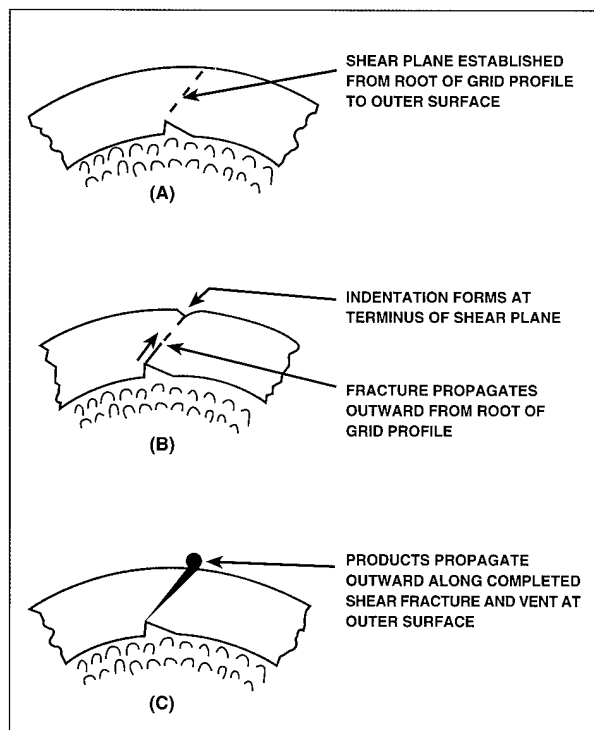 SHEAR PLANE ESTABLISHED
FROM ROOT OF GRID PROFILE
TO OUTER SURFACE
(A)
INDENTATION FORMS AT
TERMINUS OF SHEAR PLANE
FRACTURE PROPAGATES
OUTWARD FROM ROOT OF
GRID PROFILE
(B)
PRODUCTS PROPAGATE
OUTWARD ALONG COMPLETED
SHEAR FRACTURE AND VENT AT
OUTER SURFACE
(C)